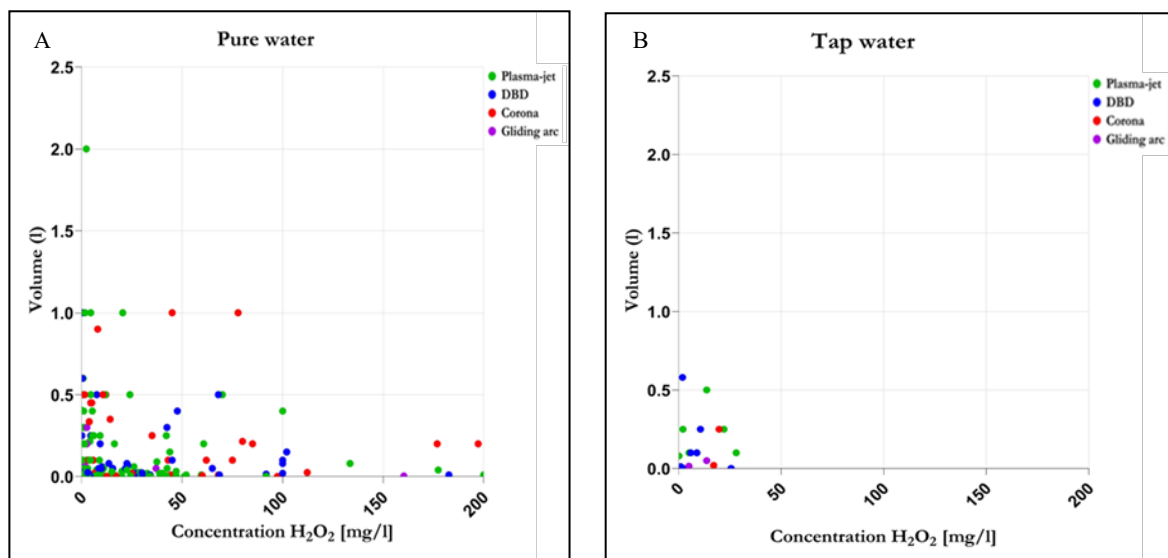 A
Pure water
2.5
2.0
1.5
1.0
0.5
0.0
Volume (l)
0
50
100
150
200
Concentration H₂O₂ [mg/l]
Plasma-jet
DBD
Corona
Gliding arc
B
Tap water
2.5
2.0
1.5
1.0
0.5
0.0
Volume (l)
0
50
100
150
200
Concentration H₂O₂ [mg/l]
Plasma-jet
DBD
Corona
Gliding arc